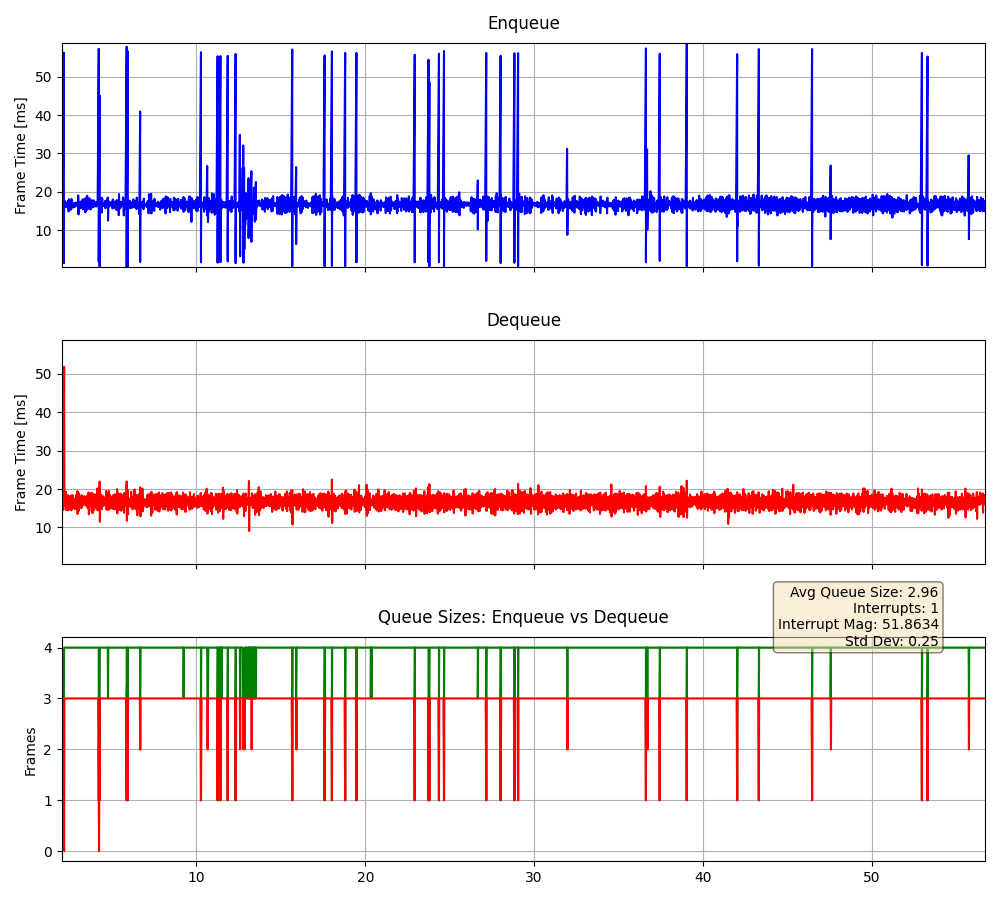 Enqueue
Frame Time [ms]
50
40
30
20
10
Dequeue
Frame Time [ms]
50
40
30
20
10
Avg Queue Size: 2.96
Interrupts: 1
Interrupt Mag: 51.8634
Std Dev: 0.25
Queue Sizes: Enqueue vs Dequeue
Frames
4
3
2
1
0
10 20 30 40 50